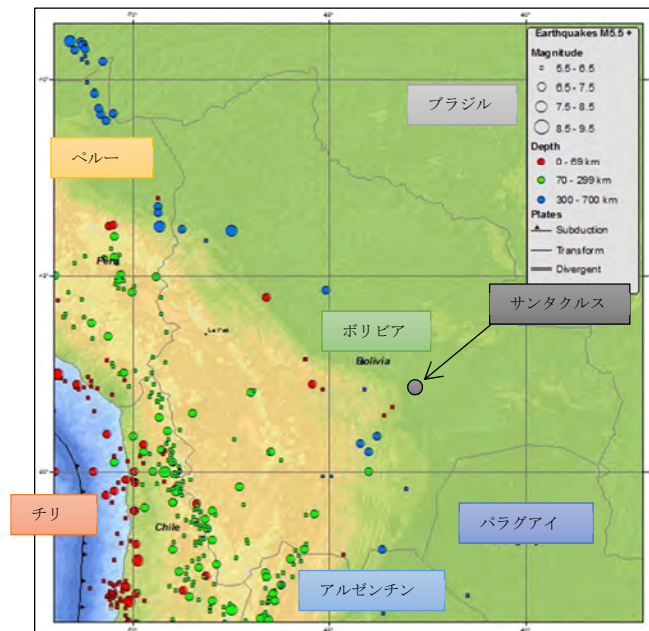 Earthquakes M5.5 +
Magnitude
5.5 - 6.5
6.5 - 7.5
7.5 - 8.5
8.5 - 9.5
Depth
0 - 69 km
70 - 299 km
300 - 700 km
Plates
Subduction
Transform
Divergent
ブラジル
ペルー
Peru
サンタクルス
La Paz
ボリビア
Bolivia
チリ
Chile
パラグアイ
アルゼンチン